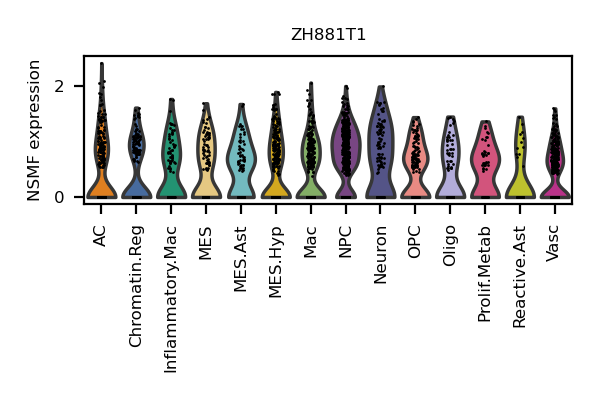 ZH881T1
NSMF expression
2
0
AC
Chromatin.Reg
Inflammatory.Mac
MES
MES.Ast
MES.Hyp
Mac
NPC
Neuron
OPC
Oligo
Prolif.Metab
Reactive.Ast
Vasc